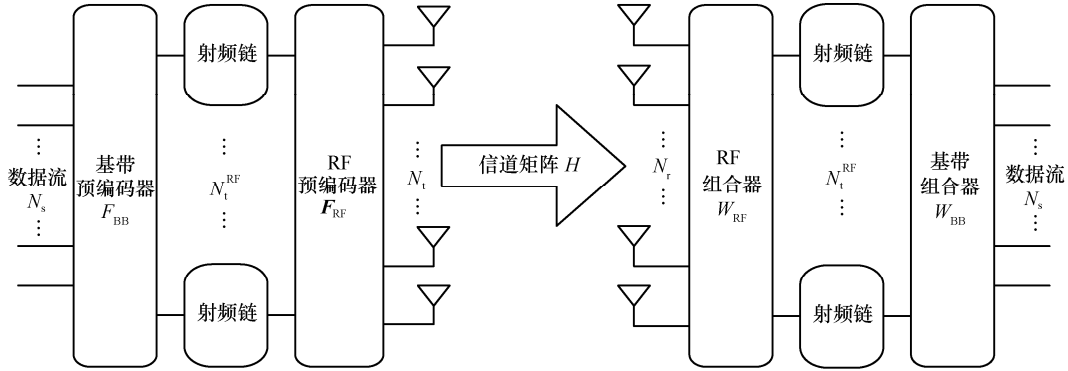 数据流
N_s
基带
预编码器
F_BB
射频链
N_t^RF
射频链
RF
预编码器
F_RF
N_t
信道矩阵 H
N_r
RF
组合器
W_RF
射频链
N_t^RF
射频链
基带
组合器
W_BB
数据流
N_s